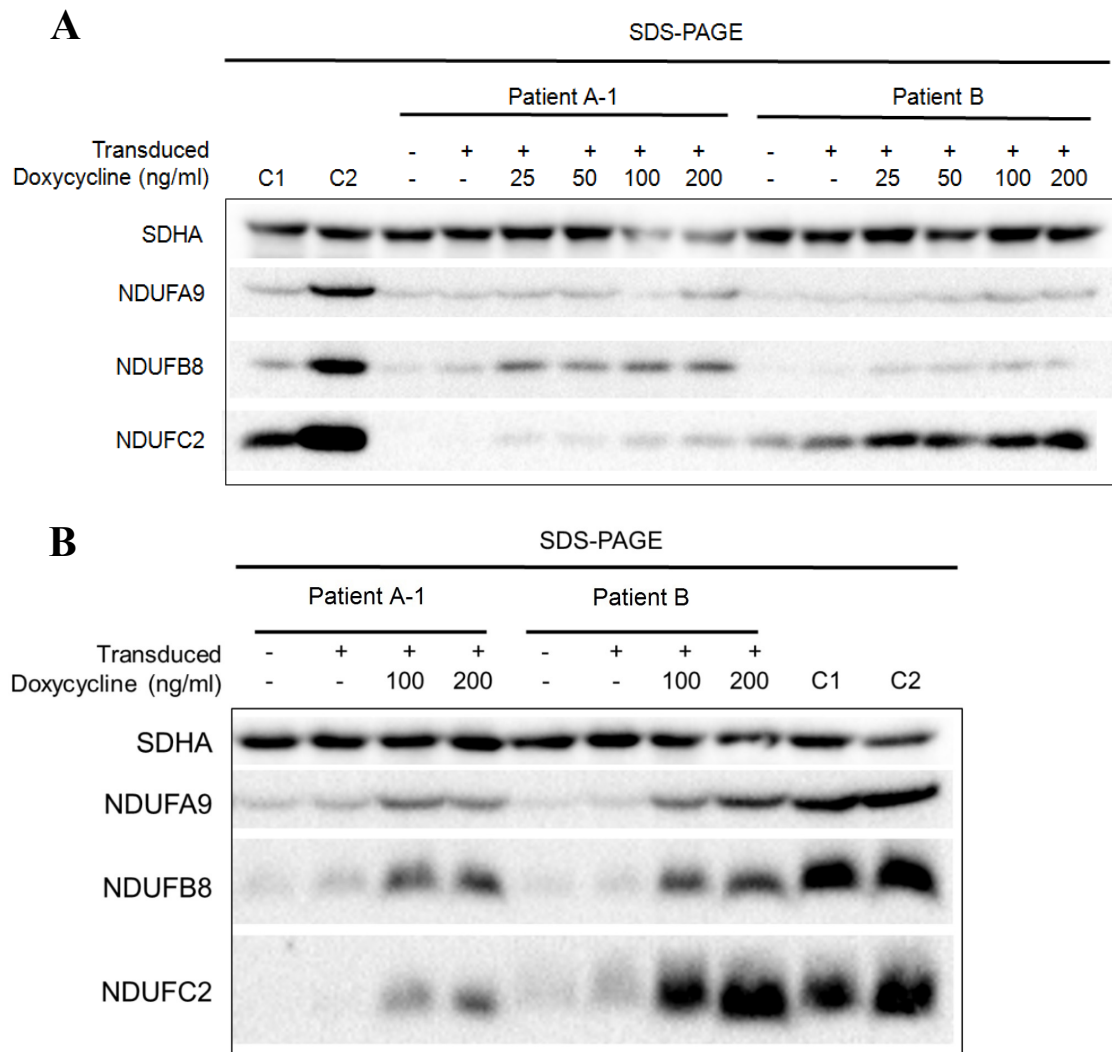 A
SDS-PAGE
Patient A-1 Patient B
Transduced - + + + + + - + + + + +
Doxycycline (ng/ml) C1 C2 - - 25 50 100 200 - - 25 50 100 200
SDHA
NDUFA9
NDUFB8
NDUFC2
B
SDS-PAGE
Patient A-1 Patient B
Transduced - + + + - + + +
Doxycycline (ng/ml) - - 100 200 - - 100 200 C1 C2
SDHA
NDUFA9
NDUFB8
NDUFC2